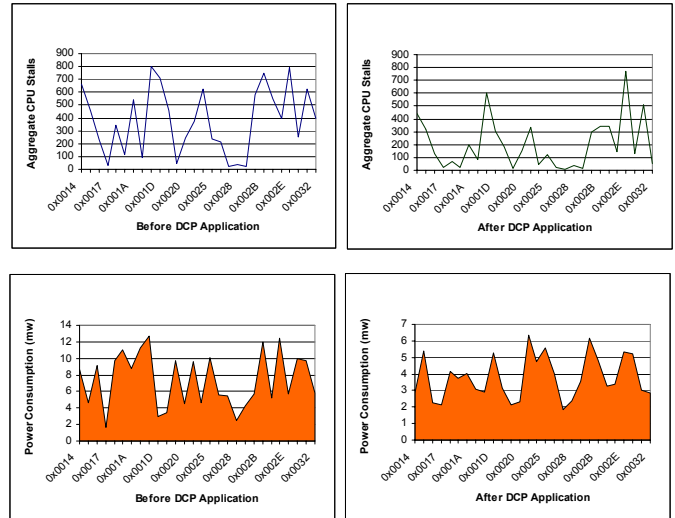 Aggregate CPU Stalls
900
800
700
600
500
400
300
200
100
0
0x0014
0x0017
0x001A
0x001D
0x0020
0x0025
0x0028
0x002B
0x002E
0x0032
Before DCP Application
Aggregate CPU Stalls
900
800
700
600
500
400
300
200
100
0
0x0014
0x0017
0x001A
0x001D
0x0020
0x0025
0x0028
0x002B
0x002E
0x0032
After DCP Application
Power Consumption (mw)
14
12
10
8
6
4
2
0
0x0014
0x0017
0x001A
0x001D
0x0020
0x0025
0x0028
0x002B
0x002E
0x0032
Before DCP Application
Power Consumption (mw)
7
6
5
4
3
2
1
0
0x0014
0x0017
0x001A
0x001D
0x0020
0x0025
0x0028
0x002B
0x002E
0x0032
After DCP Application